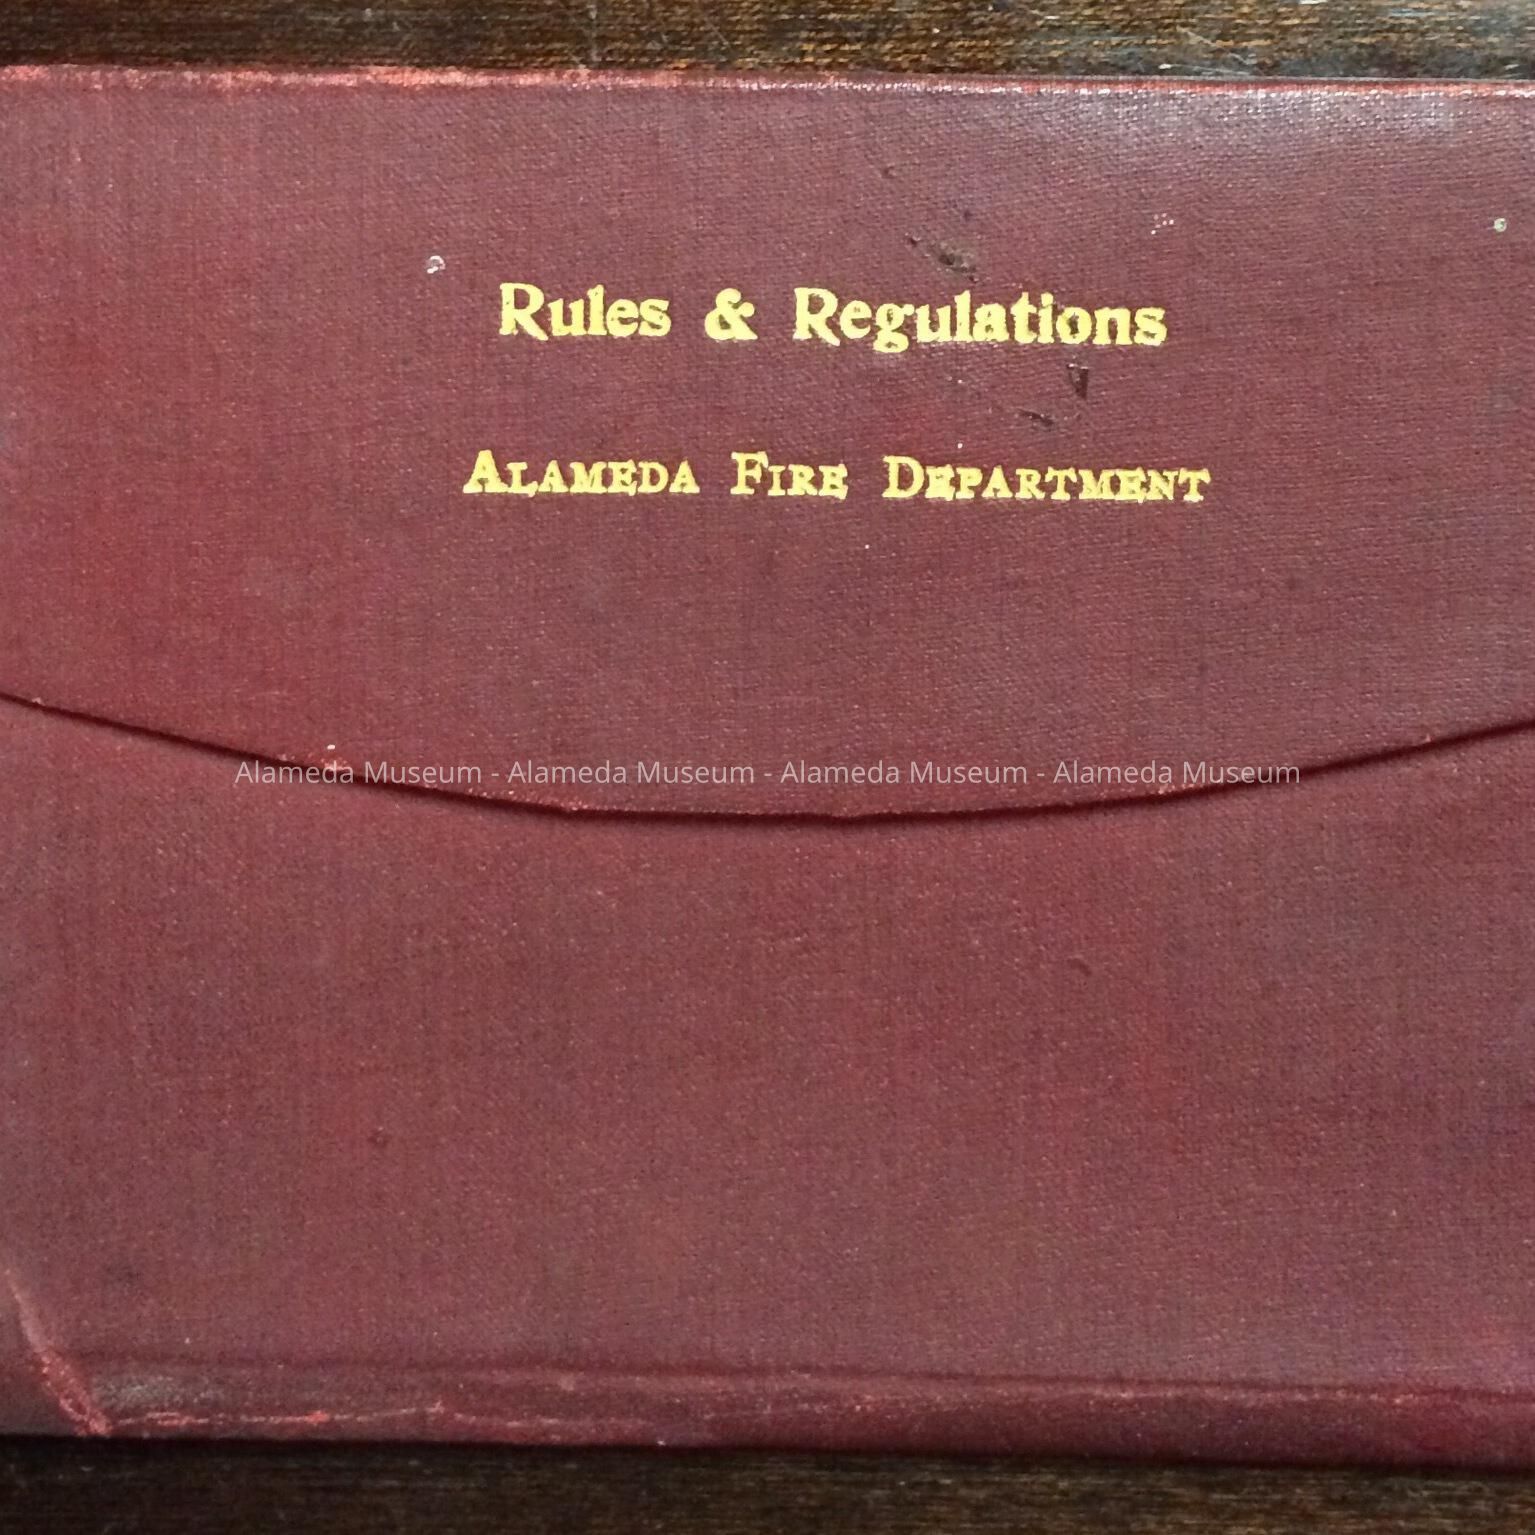 Rules & Regulations
ALAMEDA FIRE DEPARTMENT
Alameda Museum - Alameda Museum - Alameda Museum - Alameda Museum